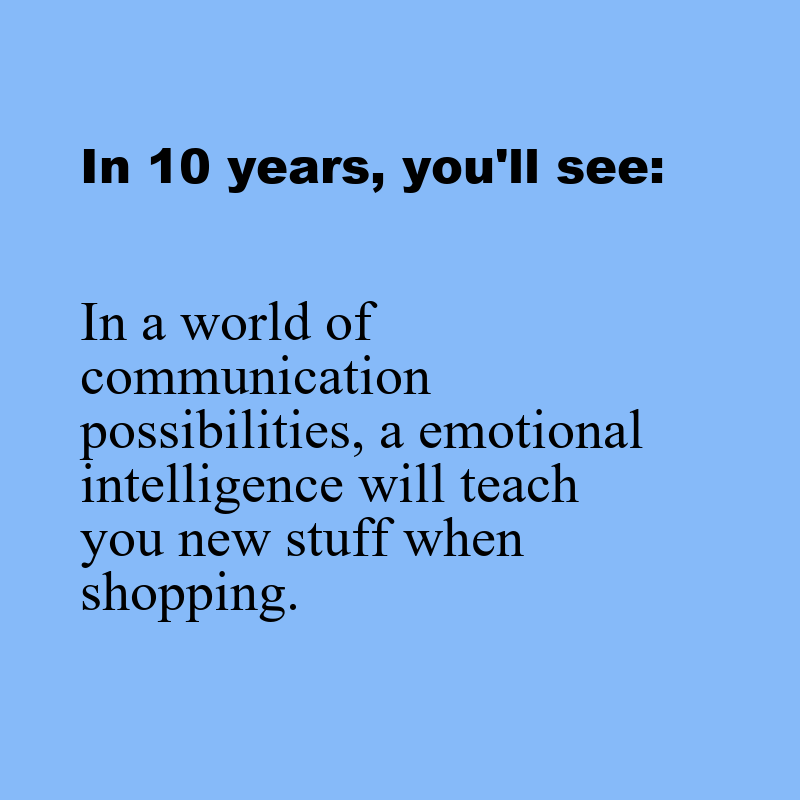 In 10 years, you'll see:
In a world of
communication
possibilities, a emotional
intelligence will teach
you new stuff when
shopping.